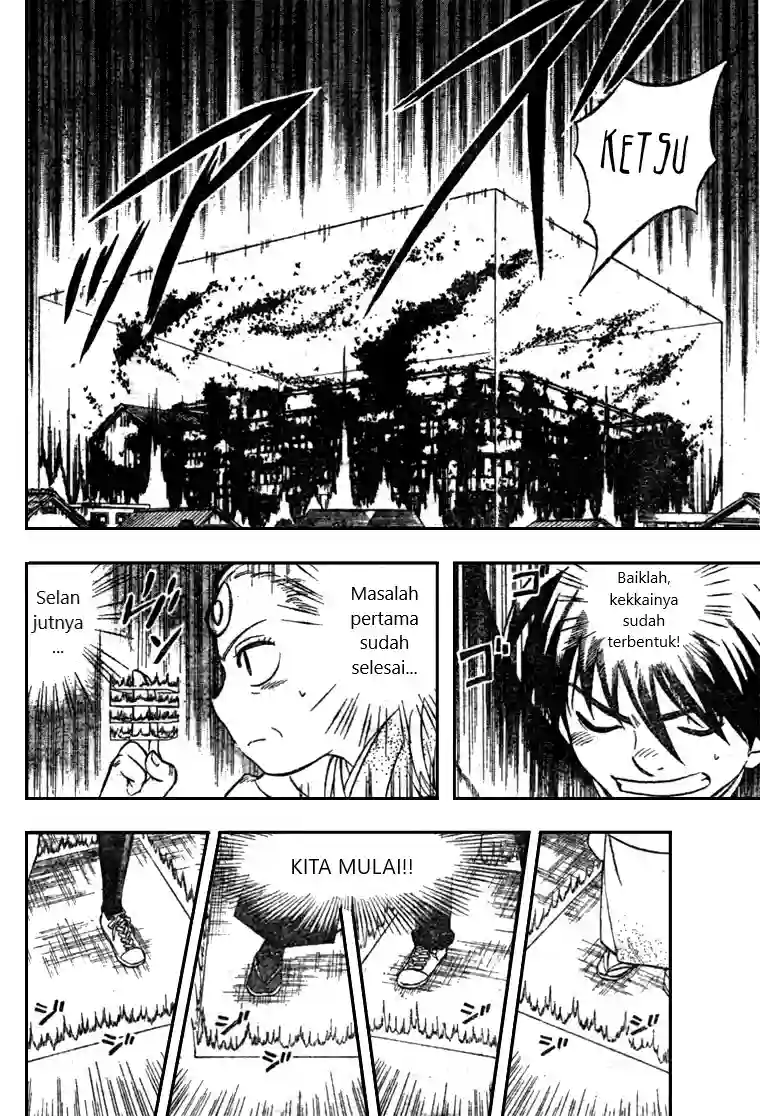 KETSU
Baiklah,
kekkainya
sudah
terbentuk!
Masalah
pertama
sudah
selesai...
Selan
jutnya
...
KITA MULAI!!